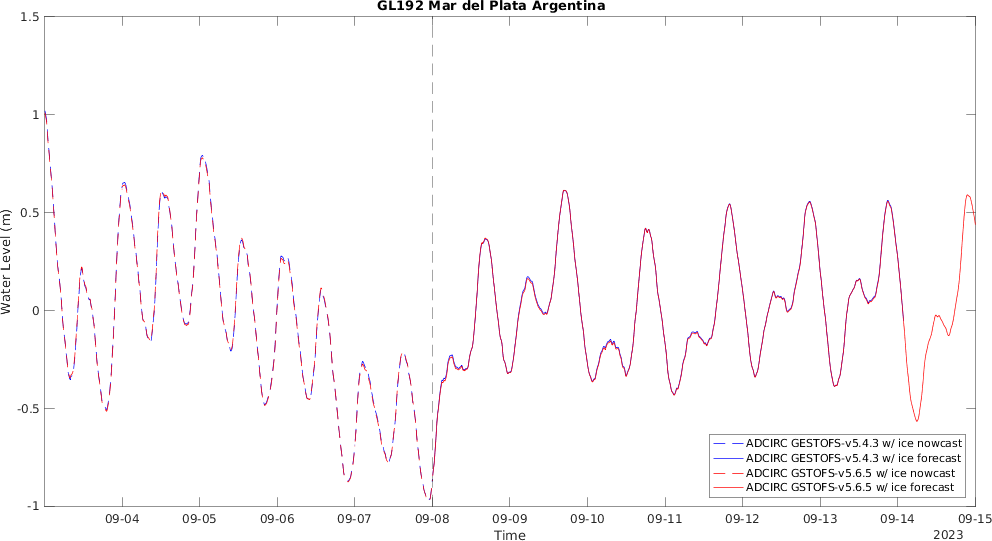 GL192 Mar del Plata Argentina
1.5
1
0.5
0
-0.5
-1
Water Level (m)
ADCIRC GESTOFS-v5.4.3 w/ ice nowcast
ADCIRC GESTOFS-v5.4.3 w/ ice forecast
ADCIRC GSTOFS-v5.6.5 w/ ice nowcast
ADCIRC GSTOFS-v5.6.5 w/ ice forecast
09-04 09-05 09-06 09-07 09-08 09-09 09-10 09-11 09-12 09-13 09-14 09-15
Time
2023